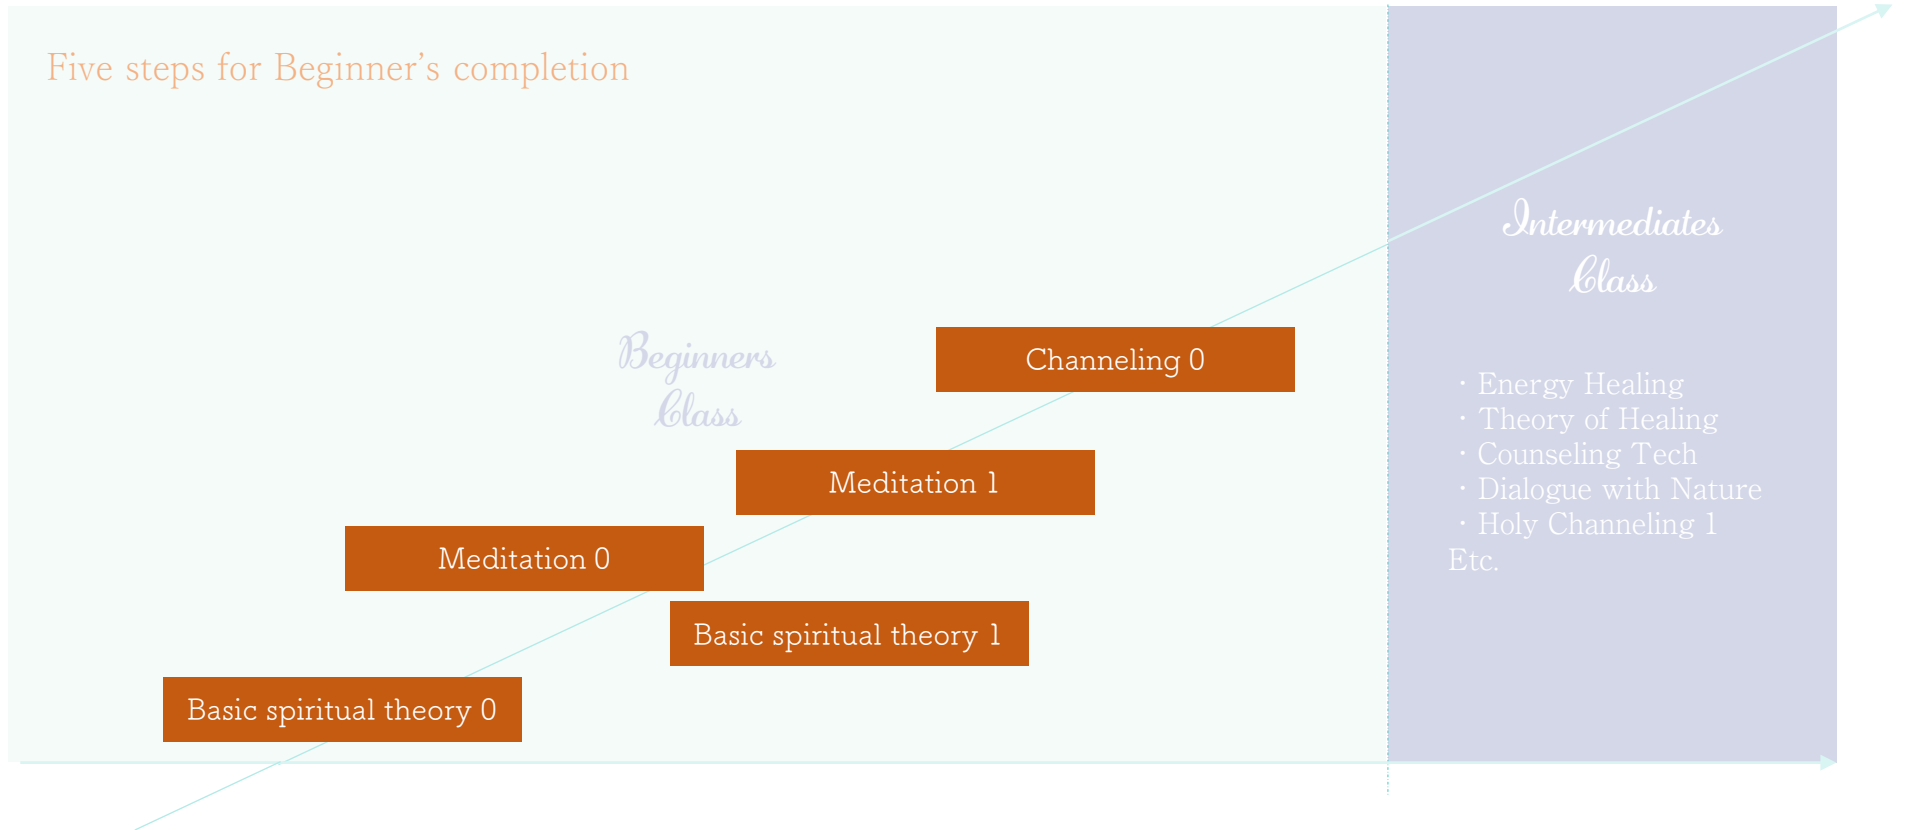 Five steps for Beginner’s completion
Beginners
Class
Channeling 0
Meditation 1
Meditation 0
Basic spiritual theory 1
Basic spiritual theory 0
Intermediates
Class
・Energy Healing
・Theory of Healing
・Counseling Tech
・Dialogue with Nature
・Holy Channeling 1
Etc.